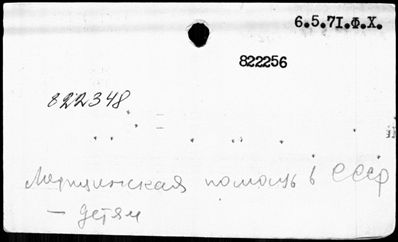 6.5.71.Ф.Х.
822256
822348
Медицинская помощь в СССР
— детям